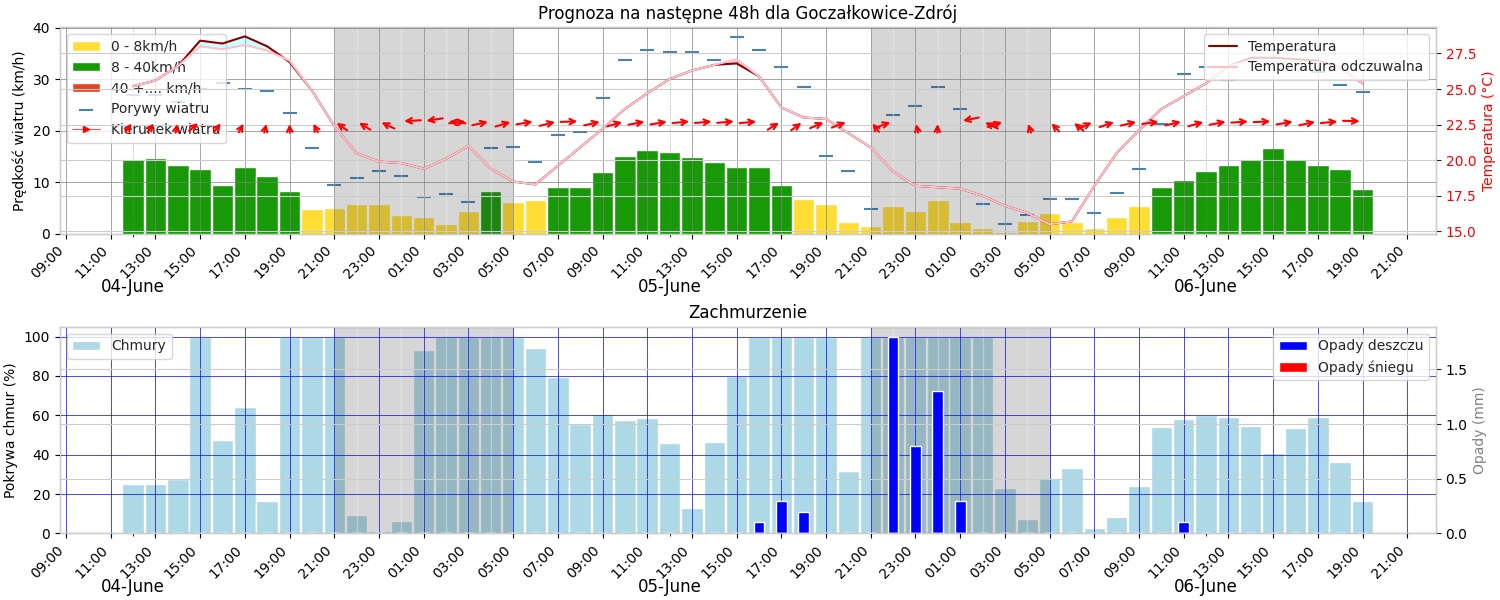 Prognoza na następne 48h dla Goczałkowice-Zdrój
Prędkość wiatru (km/h)
40
30
20
10
0
0 - 8km/h
8 - 40km/h
40 +.... km/h
Porywy wiatru
Kierunek wiatru
Temperatura
Temperatura odczuwalna
27.5
25.0
22.5
20.0
17.5
15.0
Temperatura (°C)
09:00 11:00 13:00 15:00 17:00 19:00 21:00 23:00 01:00 03:00 05:00 07:00 09:00 11:00 13:00 15:00 17:00 19:00 21:00 23:00 01:00 03:00 05:00 07:00 09:00 11:00 13:00 15:00 17:00 19:00 21:00
04-June 05-June 06-June
Zachmurzenie
Pokrywa chmur (%)
100
80
60
40
20
0
Chmury
Opady deszczu
Opady śniegu
1.5
1.0
0.5
0.0
Opady (mm)
09:00 11:00 13:00 15:00 17:00 19:00 21:00 23:00 01:00 03:00 05:00 07:00 09:00 11:00 13:00 15:00 17:00 19:00 21:00 23:00 01:00 03:00 05:00 07:00 09:00 11:00 13:00 15:00 17:00 19:00 21:00
04-June 05-June 06-June